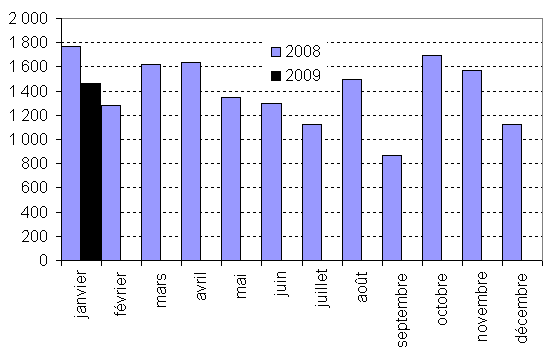 2 000
1 800
1 600
1 400
1 200
1 000
800
600
400
200
0
2008
2009
janvier
février
mars
avril
mai
juin
juillet
août
septembre
octobre
novembre
décembre